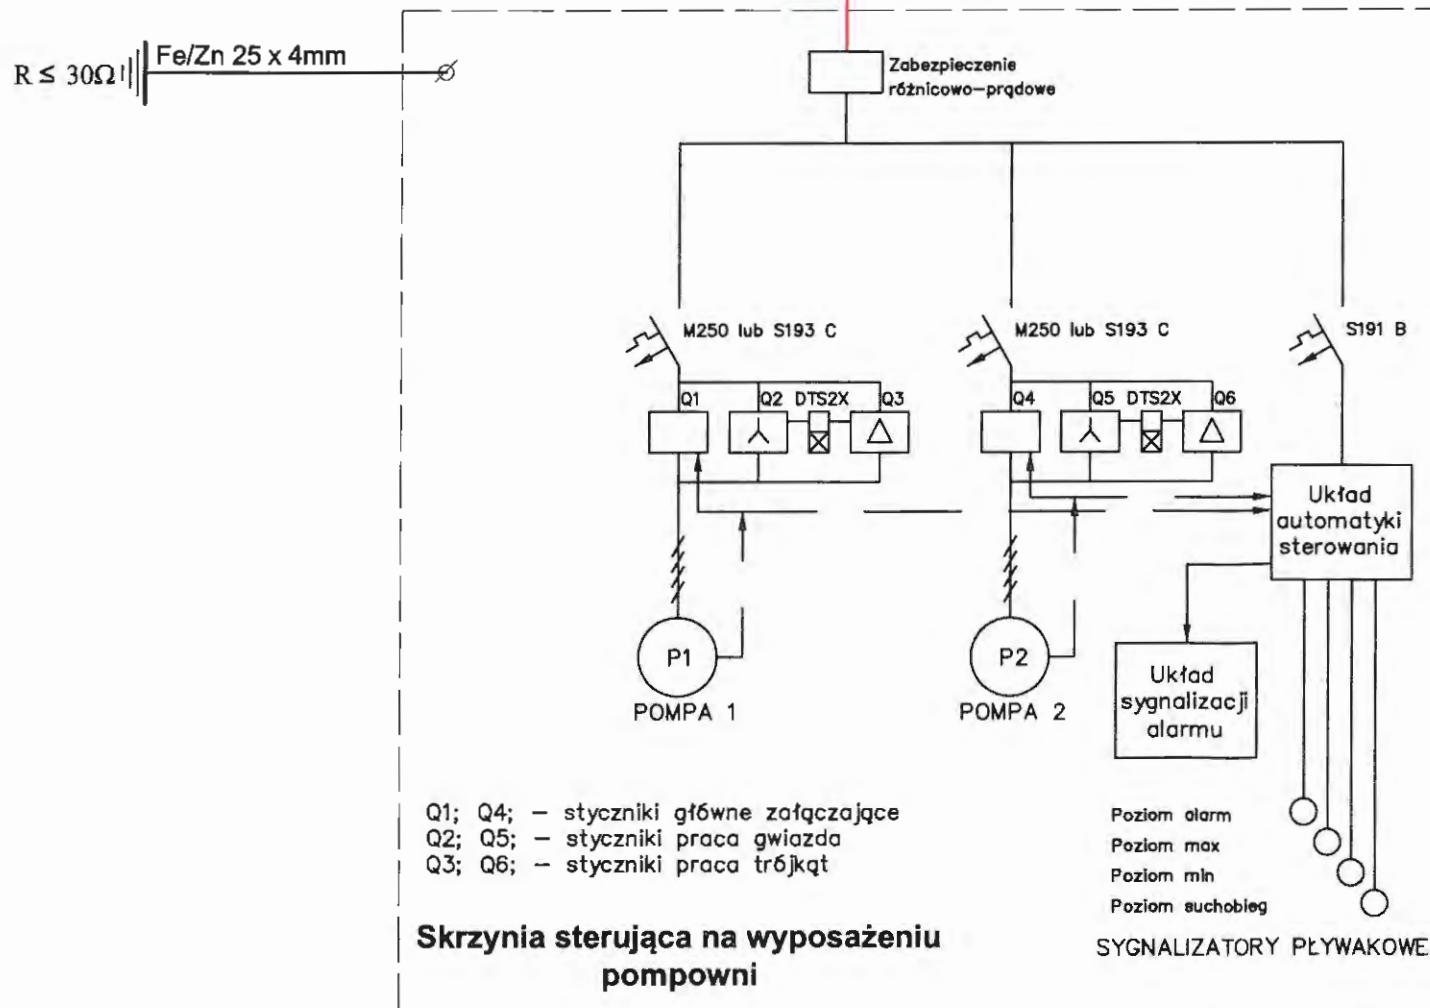 R ≤ 30Ω
Fe/Zn 25 x 4mm
Zabezpieczenie
różnicowo-prądowe
M250 lub S193 C
M250 lub S193 C
S191 B
Q1
Q2
DTS2X
Q3
Q4
Q5
DTS2X
Q6
Układ
automatyki
sterowania
P1
POMPA 1
P2
POMPA 2
Układ
sygnalizacji
alarmu
Q1; Q4; – styczniki główne załączające
Q2; Q5; – styczniki praca gwiazda
Q3; Q6; – styczniki praca trójkąt
Poziom alarm
Poziom max
Poziom min
Poziom suchobieg
SYGNALIZATORY PŁYWAKOWE
Skrzynia sterująca na wyposażeniu
pompowni